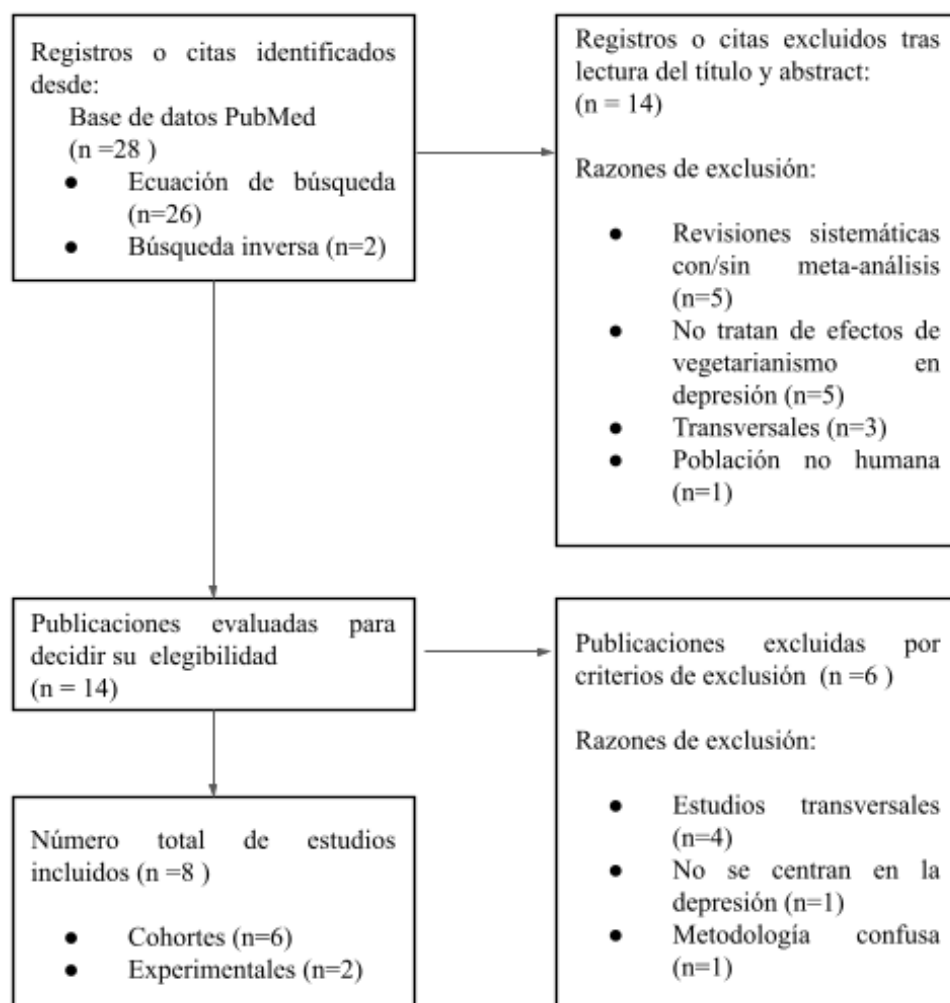 Registros o citas identificados
desde:
Base de datos PubMed
(n =28 )
● Ecuación de búsqueda
(n=26)
● Búsqueda inversa (n=2)
Registros o citas excluidos tras
lectura del título y abstract:
(n = 14)
Razones de exclusión:
● Revisiones sistemáticas
con/sin meta-análisis
(n=5)
● No tratan de efectos de
vegetarianismo en
depresión (n=5)
● Transversales (n=3)
● Población no humana
(n=1)
Publicaciones evaluadas para
decidir su elegibilidad
(n = 14)
Publicaciones excluidas por
criterios de exclusión (n =6 )
Razones de exclusión:
● Estudios transversales
(n=4)
● No se centran en la
depresión (n=1)
● Metodología confusa
(n=1)
Número total de estudios
incluidos (n =8 )
● Cohortes (n=6)
● Experimentales (n=2)